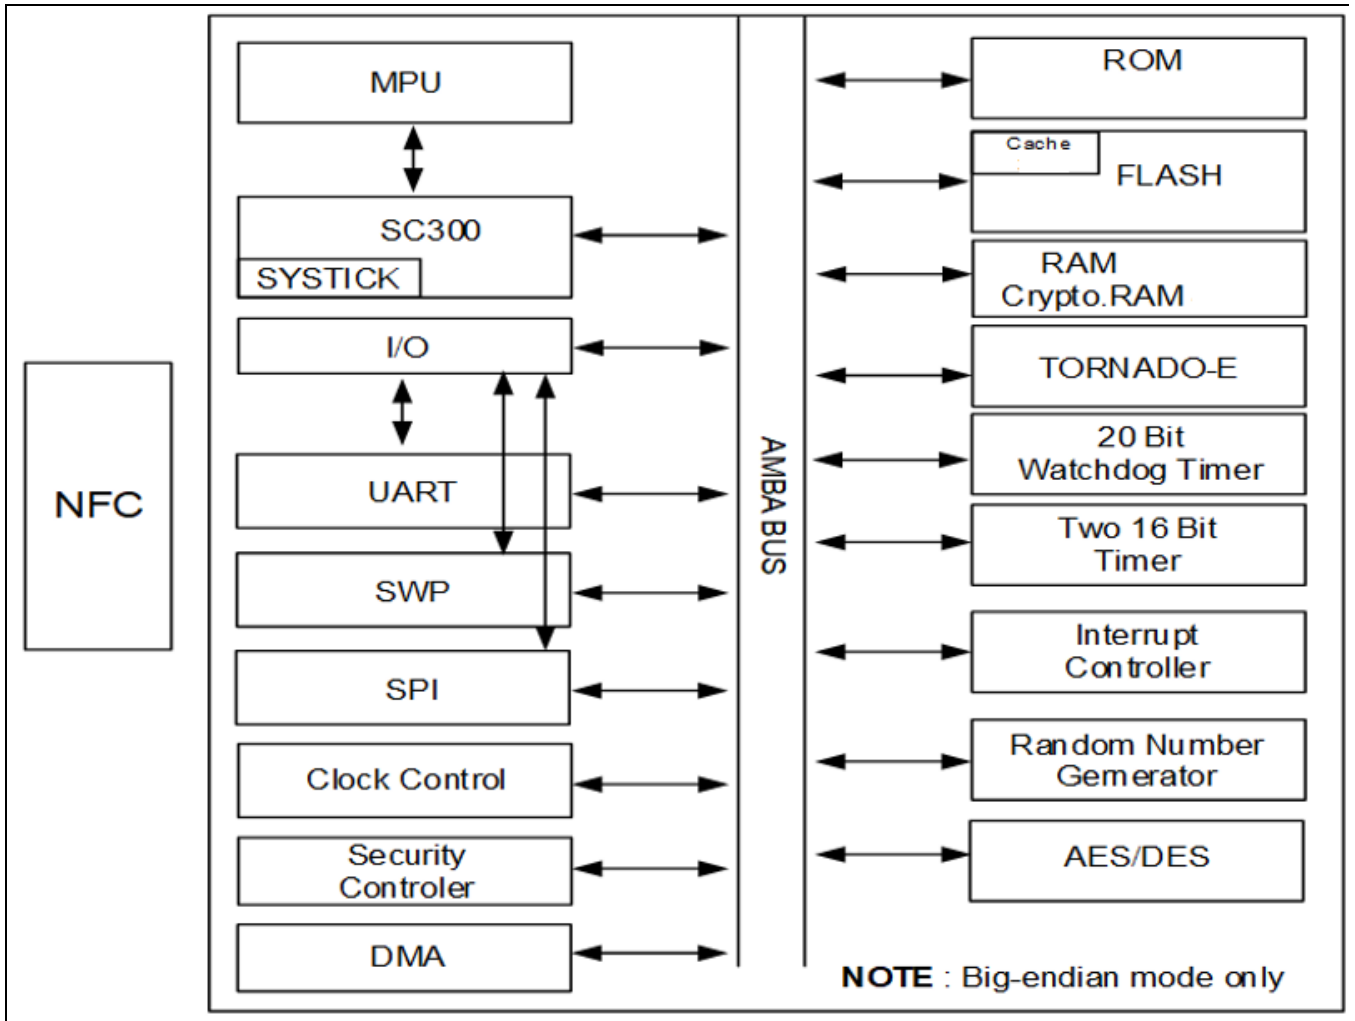 MPU
SC300
SYSTICK
I/O
NFC
UART
SWP
SPI
Clock Control
Security
Controler
DMA
AMBA BUS
ROM
Cache
FLASH
RAM
Crypto.RAM
TORNADO-E
20 Bit
Watchdog Timer
Two 16 Bit
Timer
Interrupt
Controller
Random Number
Gemerator
AES/DES
NOTE : Big-endian mode only